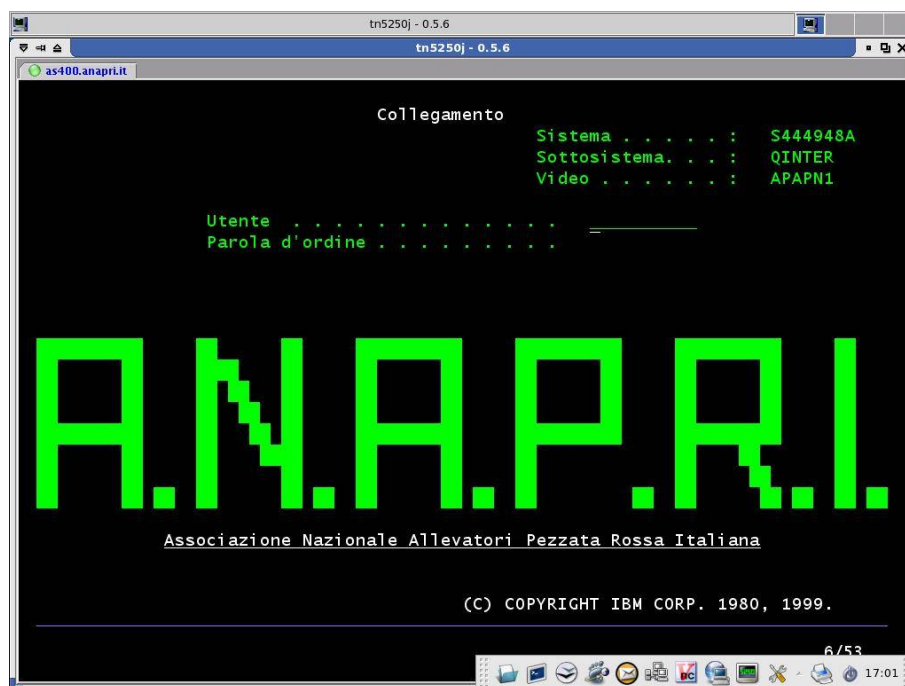 tn5250j - 0.5.6
tn5250j - 0.5.6
as400.anapri.it
Collegamento
Sistema . . . . . : S444948A
Sottosistema. . . : QINTER
Video . . . . . . : APAPN1
Utente . . . . . . . . . . . . .
Parola d'ordine . . . . . . . . .
A.N.A.P.R.I.
Associazione Nazionale Allevatori Pezzata Rossa Italiana
(C) COPYRIGHT IBM CORP. 1980, 1999.
6/53
17:01